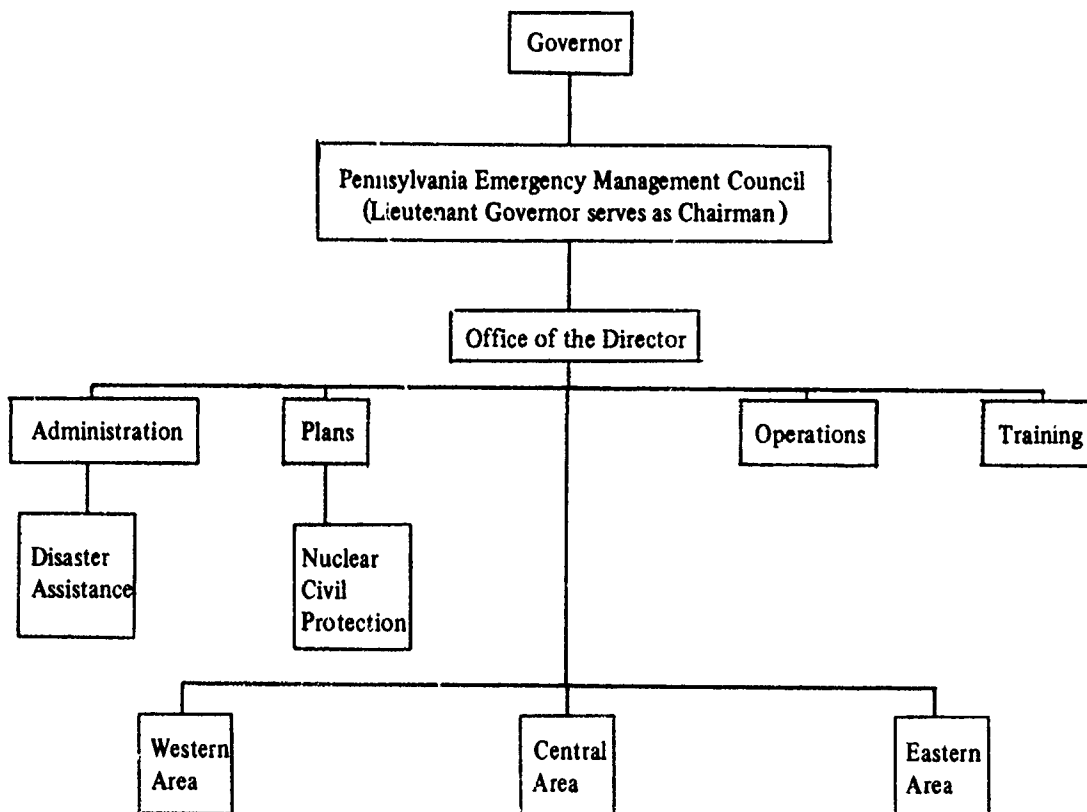 Governor
Pennsylvania Emergency Management Council
(Lieutenant Governor serves as Chairman)
Office of the Director
Administration
Plans
Operations
Training
Disaster
Assistance
Nuclear
Civil
Protection
Western
Area
Central
Area
Eastern
Area